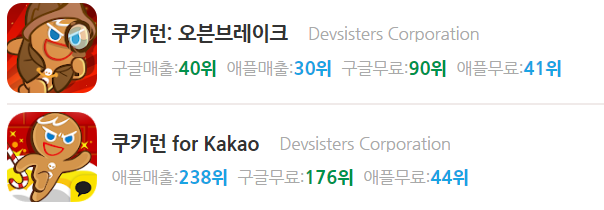 쿠키런: 오븐브레이크 Devsisters Corporation
구글매출:40위 애플매출:30위 구글무료:90위 애플무료:41위
쿠키런 for Kakao Devsisters Corporation
애플매출:238위 구글무료:176위 애플무료:44위